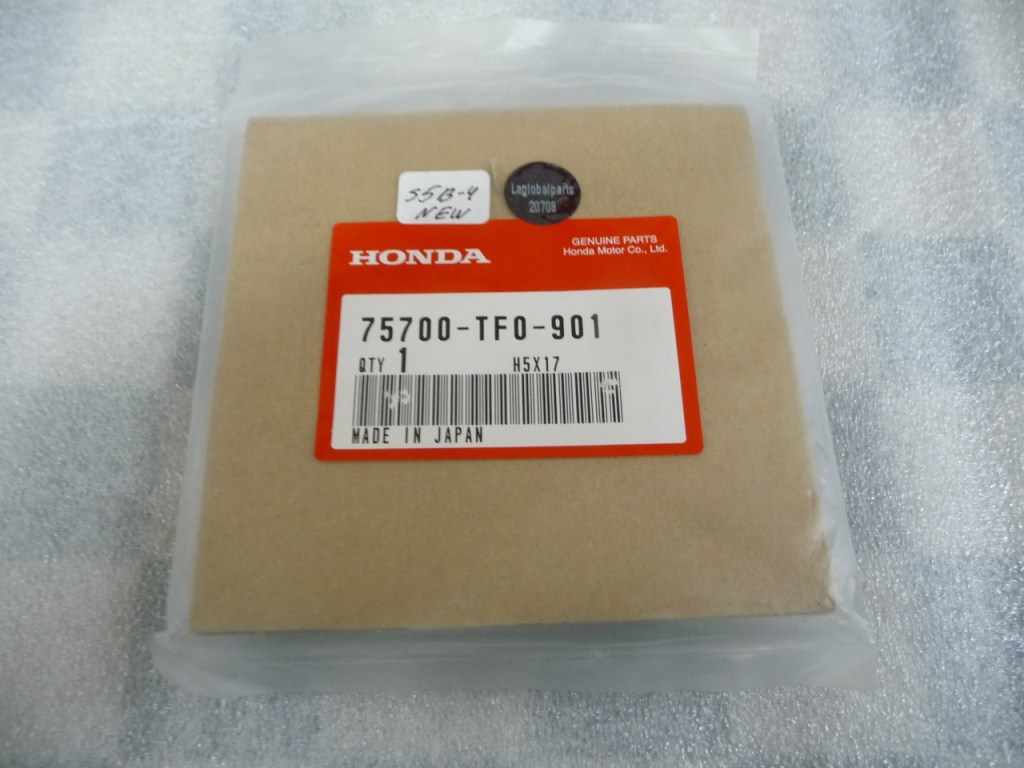 S5B-4
NEW
Laglobalparts
20708
HONDA
GENUINE PARTS
Honda Motor Co., Ltd.
75700-TF0-901
QTY 1 H5X17
MADE IN JAPAN